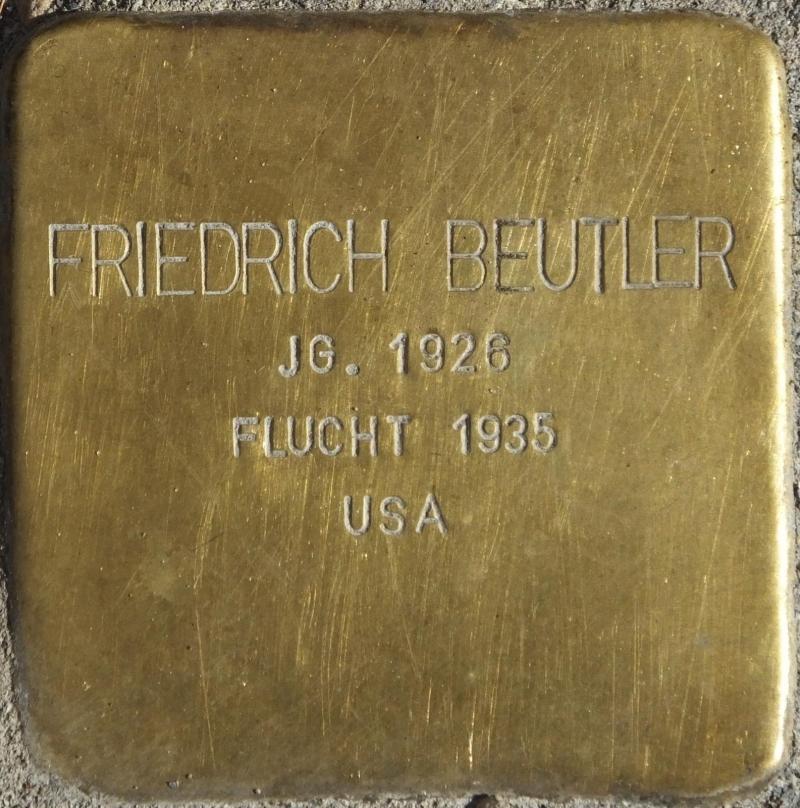 FRIEDRICH BEUTLER
JG. 1926
FLUCHT 1935
USA